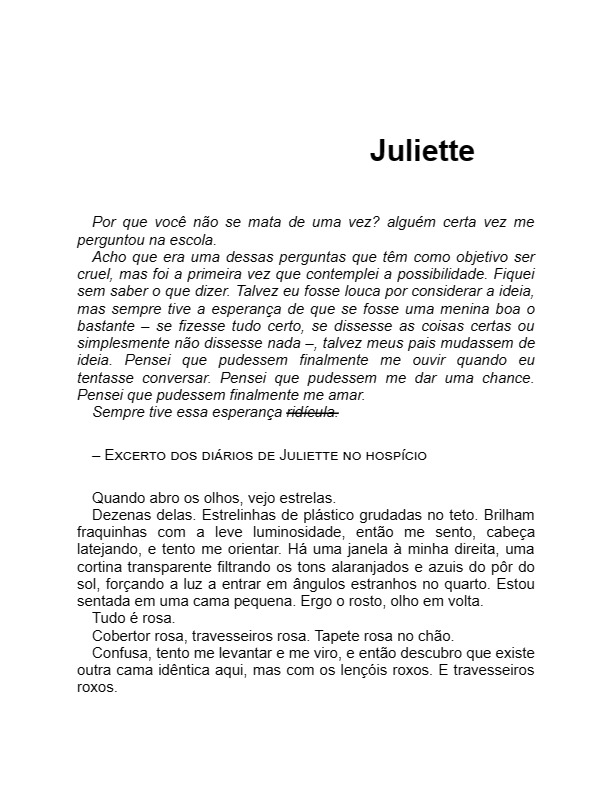 Juliette
Por que você não se mata de uma vez? alguém certa vez me
perguntou na escola.
Acho que era uma dessas perguntas que têm como objetivo ser
cruel, mas foi a primeira vez que contemplei a possibilidade. Fiquei
sem saber o que dizer. Talvez eu fosse louca por considerar a ideia,
mas sempre tive a esperança de que se fosse uma menina boa o
bastante – se fizesse tudo certo, se dissesse as coisas certas ou
simplesmente não dissesse nada –, talvez meus pais mudassem de
ideia. Pensei que pudessem finalmente me ouvir quando eu
tentasse conversar. Pensei que pudessem me dar uma chance.
Pensei que pudessem finalmente me amar.
Sempre tive essa esperança ridícula.
– Excerto dos diários de Juliette no hospício
Quando abro os olhos, vejo estrelas.
Dezenas delas. Estrelinhas de plástico grudadas no teto. Brilham
fraquinhas com a leve luminosidade, então me sento, cabeça
latejando, e tento me orientar. Há uma janela à minha direita, uma
cortina transparente filtrando os tons alaranjados e azuis do pôr do
sol, forçando a luz a entrar em ângulos estranhos no quarto. Estou
sentada em uma cama pequena. Ergo o rosto, olho em volta.
Tudo é rosa.
Cobertor rosa, travesseiros rosa. Tapete rosa no chão.
Confusa, tento me levantar e me viro, e então descubro que existe
outra cama idêntica aqui, mas com os lençóis roxos. E travesseiros
roxos.